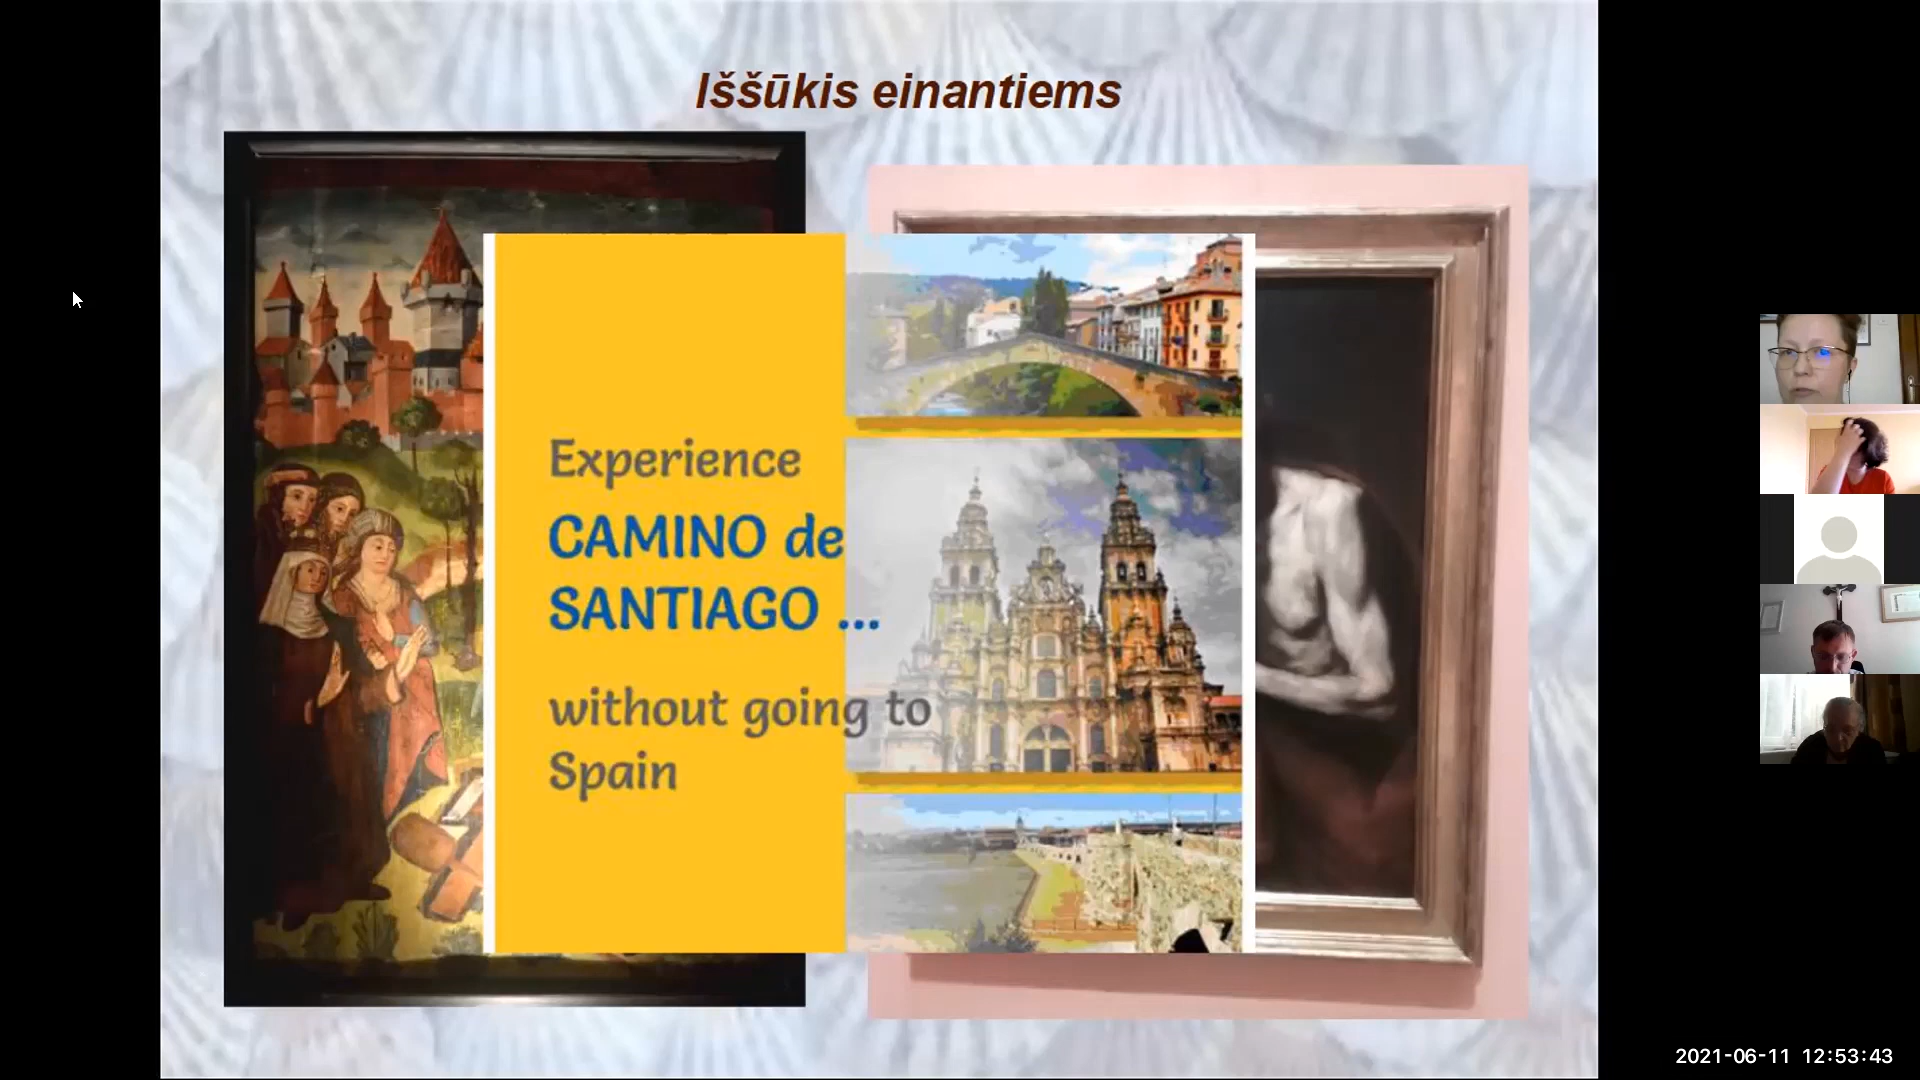 Iššūkis einantiems
Experience
CAMINO de
SANTIAGO ...
without going to
Spain
2021-06-11 12:53:43